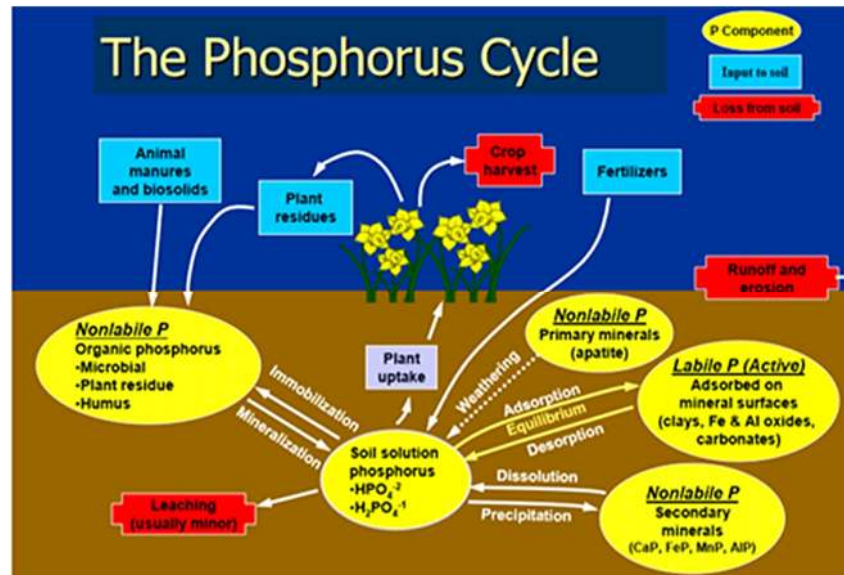 The Phosphorus Cycle
P Component
Input to soil
Loss from soil
Animal
manures
and biosolids
Plant
residues
Crop
harvest
Fertilizers
Runoff and
erosion
Nonlabile P
Organic phosphorus
•Microbial
•Plant residue
•Humus
Immobilization
Mineralization
Plant
uptake
Weathering
Nonlabile P
Primary minerals
(apatite)
Adsorption
Equilibrium
Desorption
Labile P (Active)
Adsorbed on
mineral surfaces
(clays, Fe & Al oxides,
carbonates)
Soil solution
phosphorus
•HPO₄⁻²
•H₂PO₄⁻¹
Leaching
(usually minor)
Dissolution
Precipitation
Nonlabile P
Secondary
minerals
(CaP, FeP, MnP, AlP)